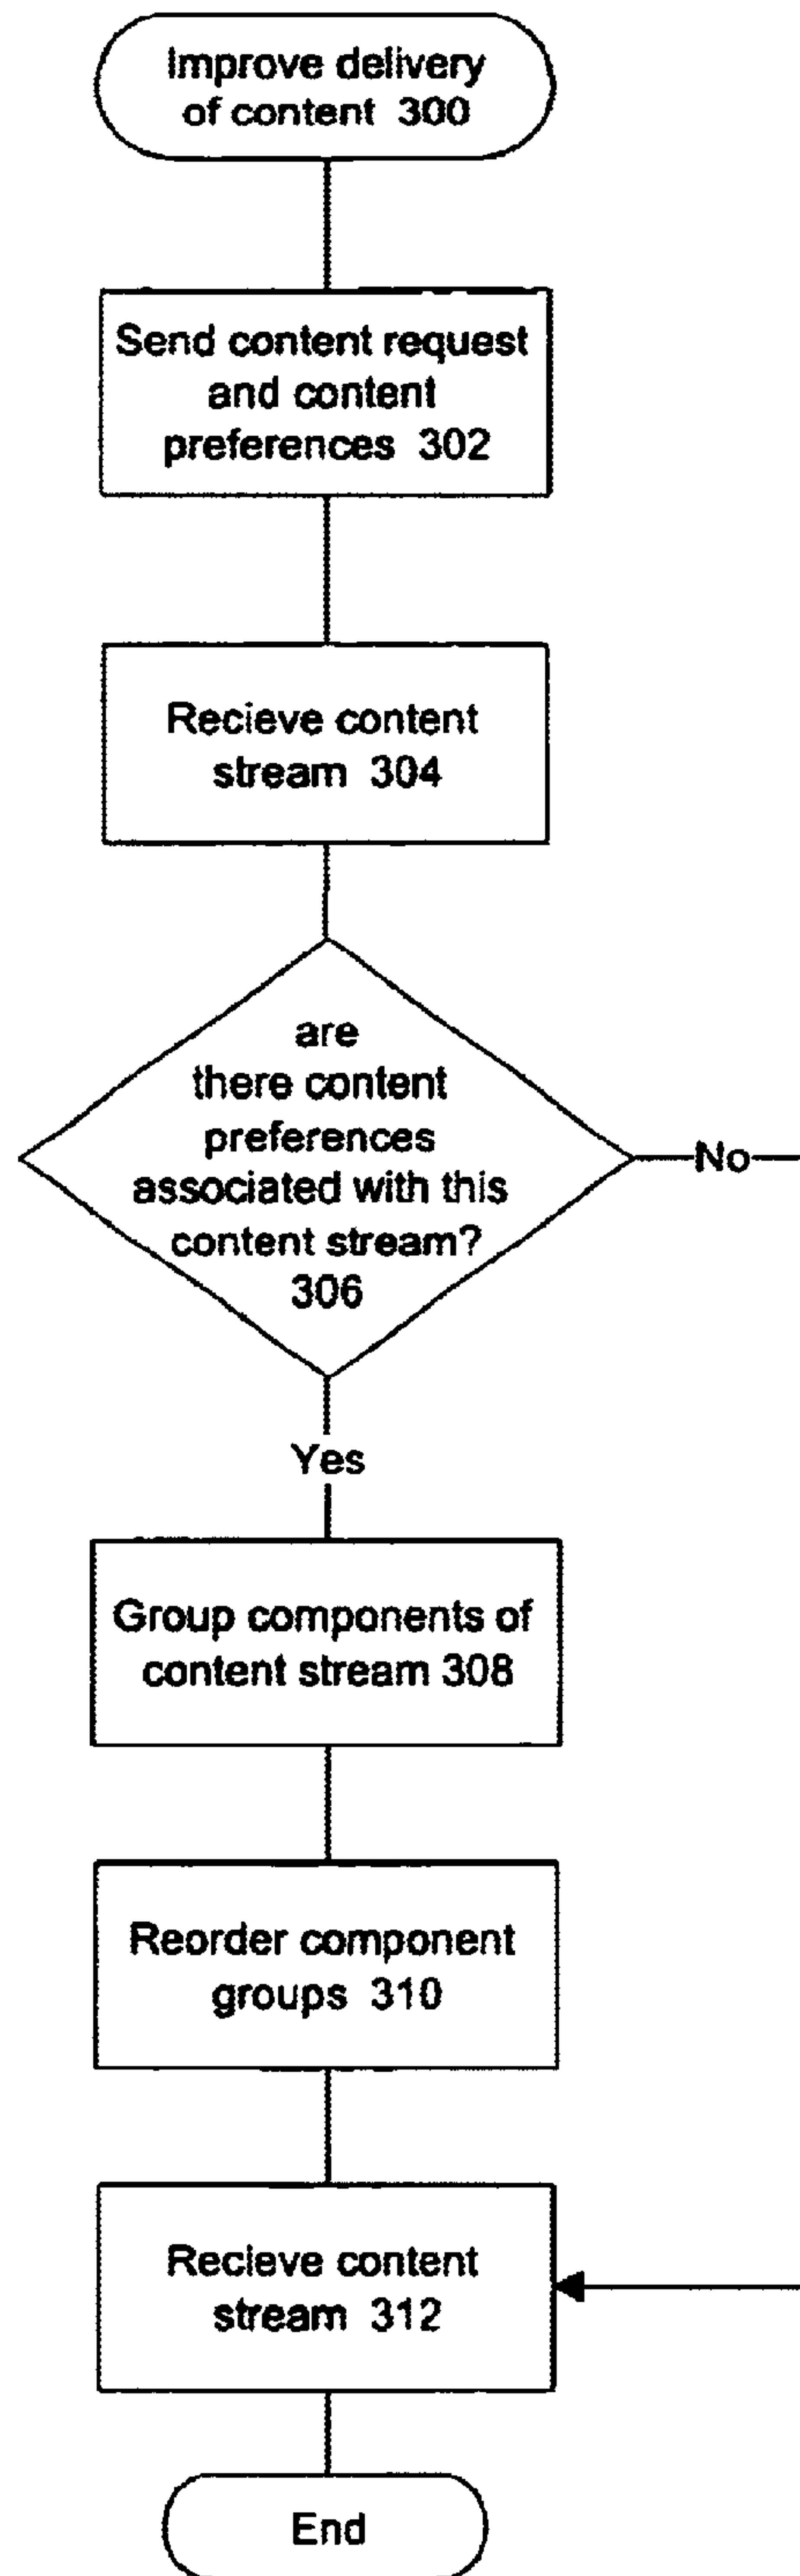 Improve delivery
of content 300
Send content request
and content
preferences 302
Recieve content
stream 304
are
there content
preferences
associated with this
content stream?
306
No
Yes
Group components of
content stream 308
Reorder component
groups 310
Recieve content
stream 312
End